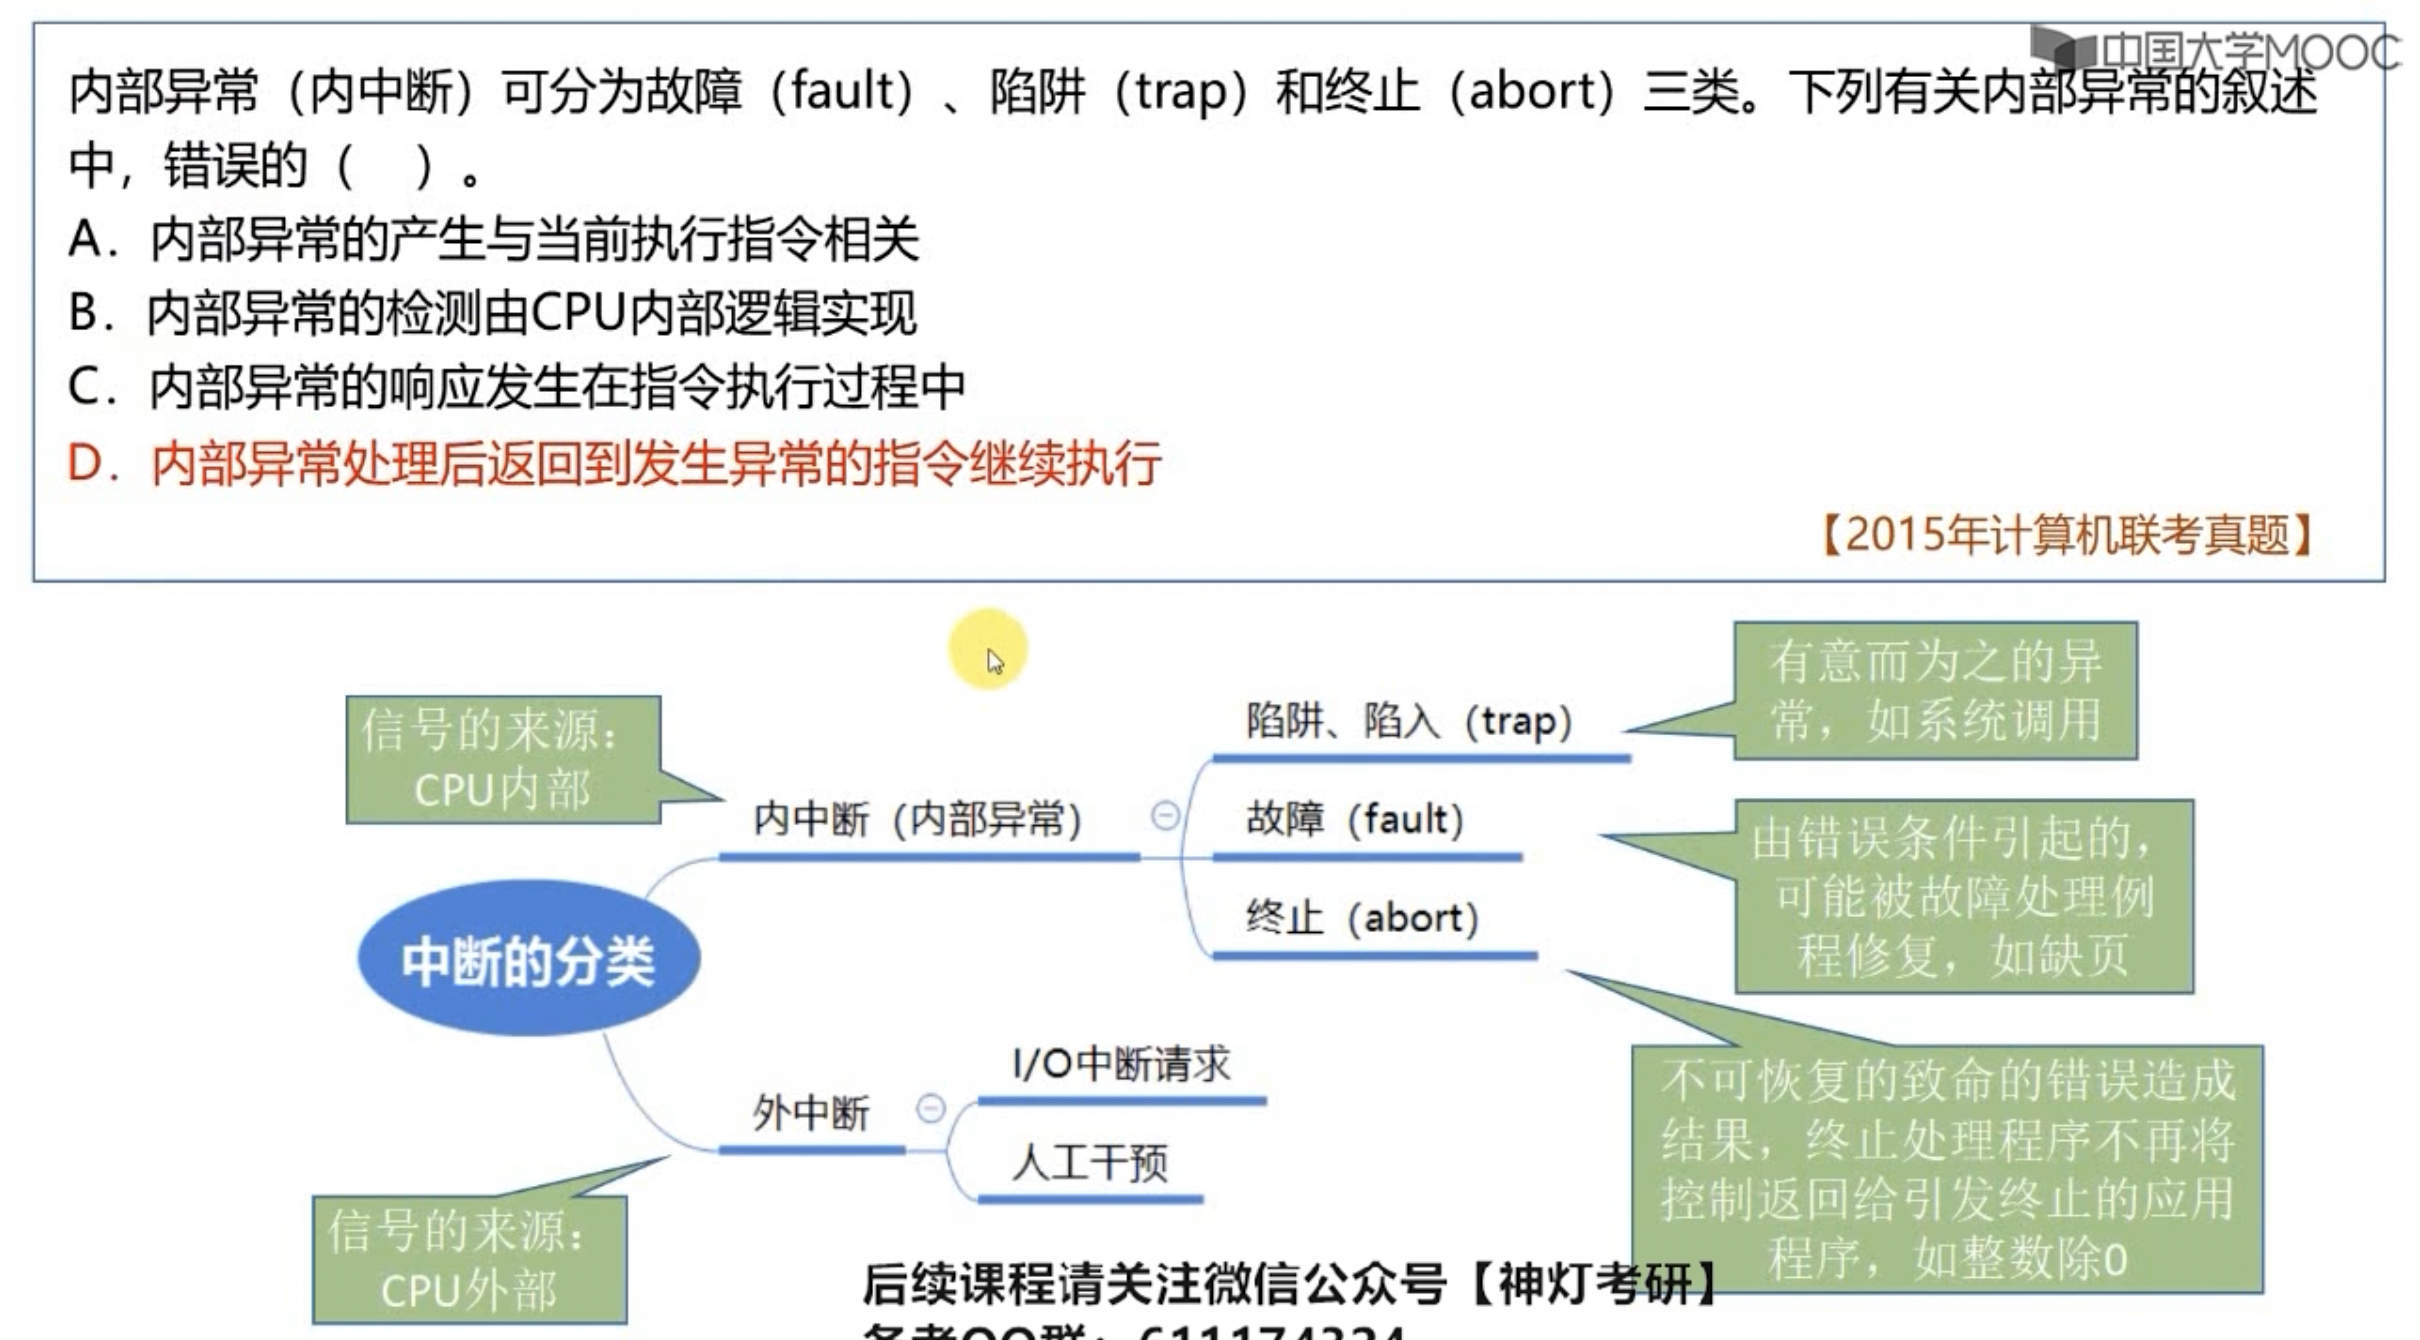 中国大学MOOC
内部异常（内中断）可分为故障（fault）、陷阱（trap）和终止（abort）三类。下列有关内部异常的叙述
中，错误的（　）。
A．内部异常的产生与当前执行指令相关
B．内部异常的检测由CPU内部逻辑实现
C．内部异常的响应发生在指令执行过程中
D．内部异常处理后返回到发生异常的指令继续执行
【2015年计算机联考真题】
信号的来源：
CPU内部
中断的分类
内中断（内部异常）
陷阱、陷入（trap）
有意而为之的异
常，如系统调用
故障（fault）
由错误条件引起的，
可能被故障处理例
程修复，如缺页
终止（abort）
不可恢复的致命的错误造成
结果，终止处理程序不再将
控制返回给引发终止的应用
程序，如整数除0
外中断
I/O中断请求
人工干预
信号的来源：
CPU外部
后续课程请关注微信公众号【神灯考研】
备考QQ群：611174324